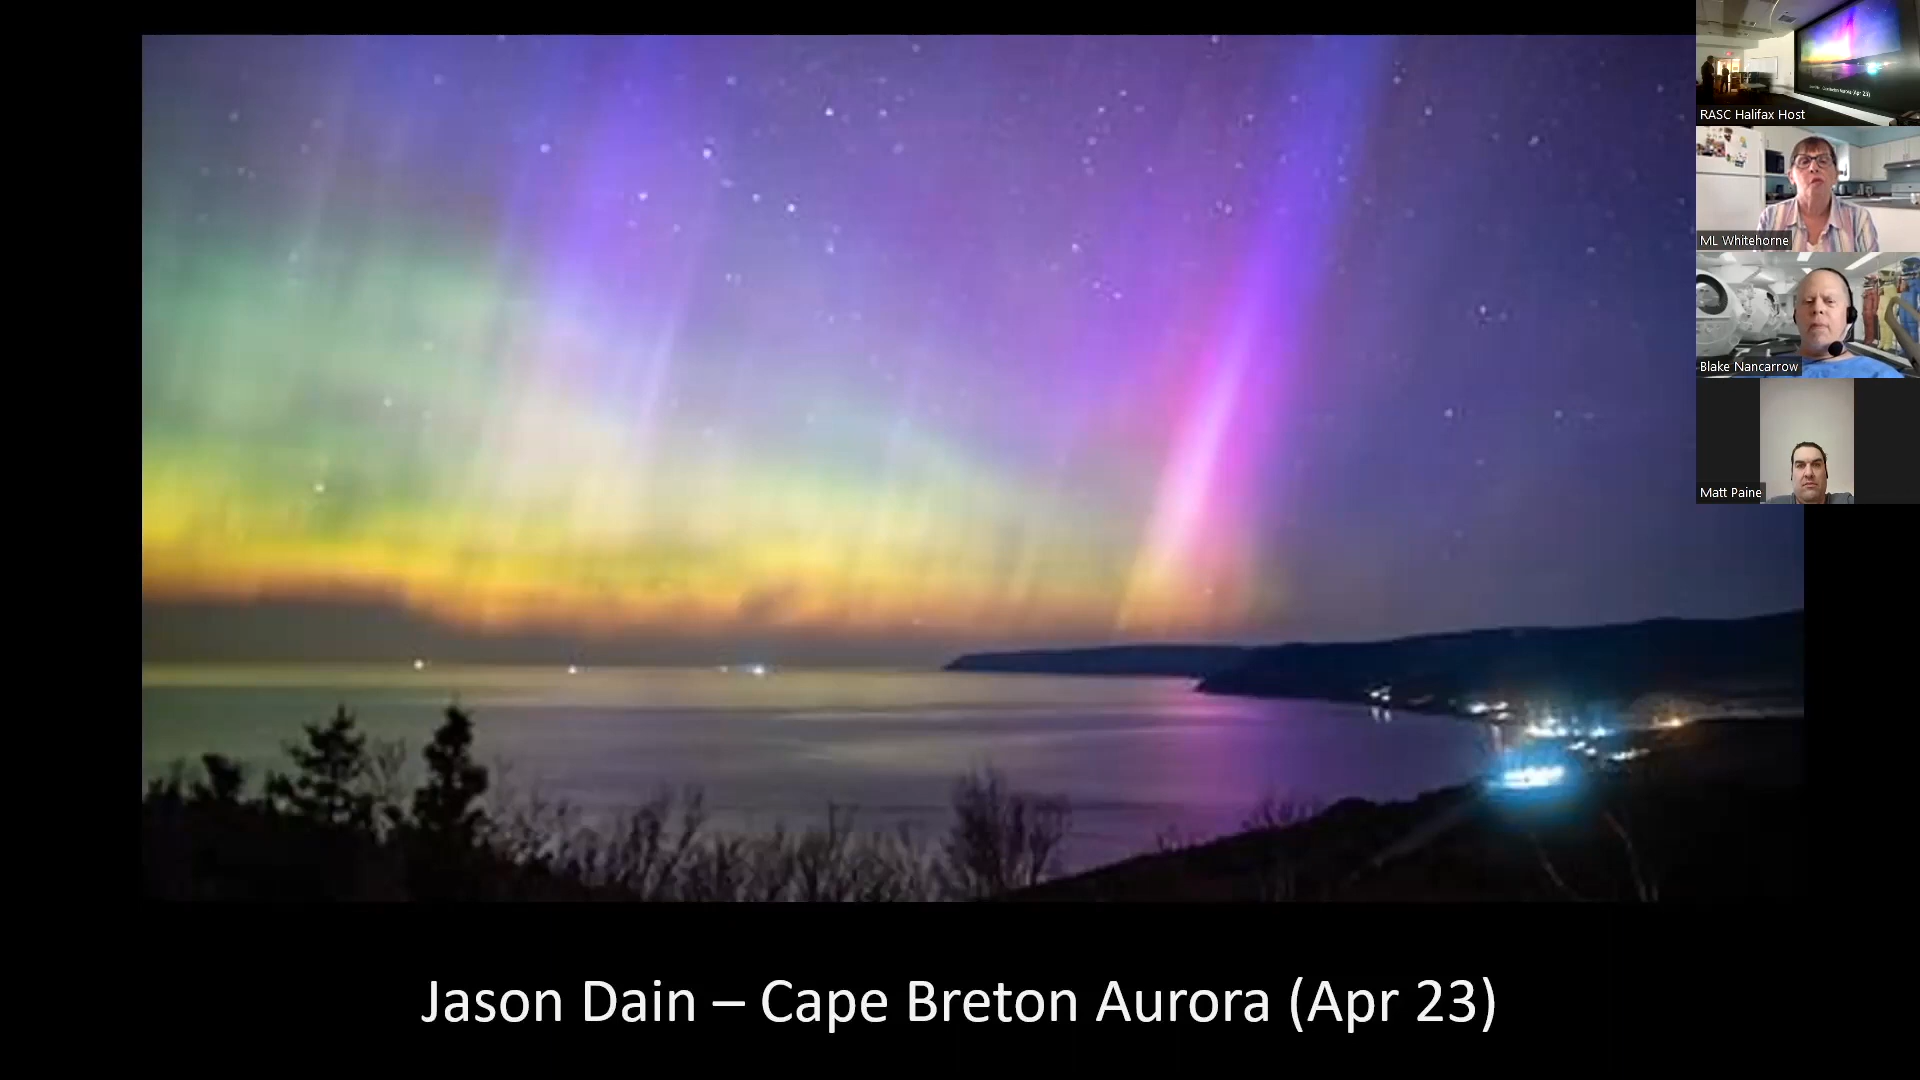 RASC Halifax Host
ML Whitehorne
Blake Nancarrow
Matt Paine
Jason Dain – Cape Breton Aurora (Apr 23)